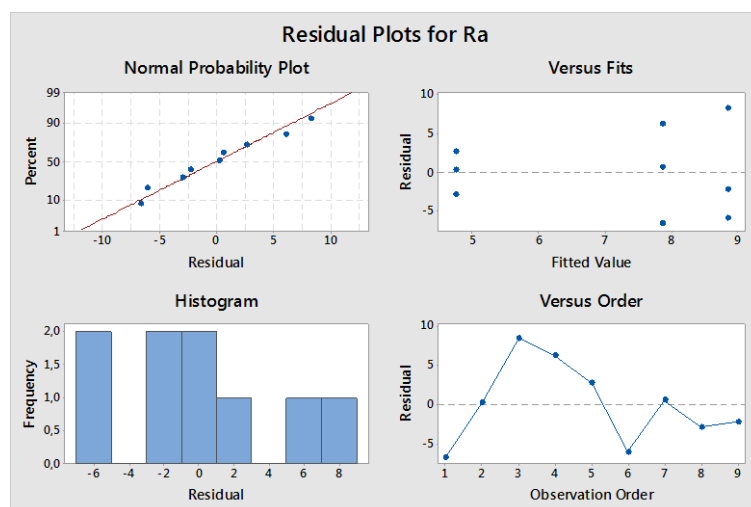 Residual Plots for Ra
Normal Probability Plot
99
90
50
10
1
Percent
-10 -5 0 5 10
Residual
Versus Fits
10
5
0
-5
Residual
5 6 7 8 9
Fitted Value
Histogram
2,0
1,5
1,0
0,5
0,0
Frequency
-6 -4 -2 0 2 4 6 8
Residual
Versus Order
10
5
0
-5
Residual
1 2 3 4 5 6 7 8 9
Observation Order